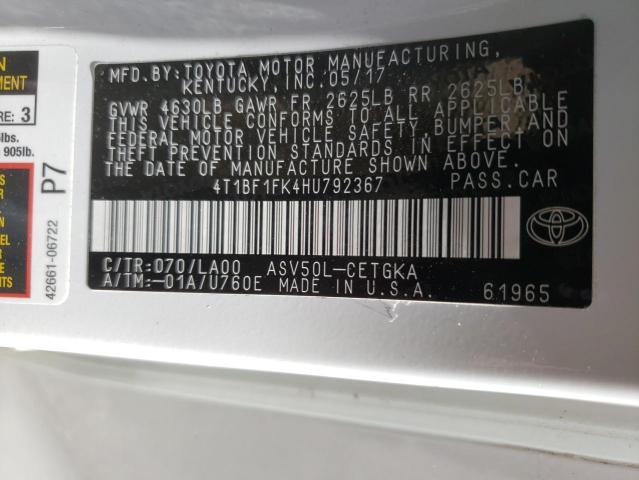 MFD. BY: TOYOTA MOTOR MANUFACTURING,
KENTUCKY, INC. 05/17
GVWR 4630LB GAWR FR 2625LB RR 2625LB
THIS VEHICLE CONFORMS TO ALL APPLICABLE
FEDERAL MOTOR VEHICLE SAFETY, BUMPER AND
THEFT PREVENTION STANDARDS IN EFFECT ON
THE DATE OF MANUFACTURE SHOWN ABOVE.
4T1BF1FK4HU792367 PASS.CAR
C/TR:070/LA00 ASV50L-CETGKA
A/TM:-01A/U760E MADE IN U.S.A. 61965
RE: 3
lbs.
905lb.
P7
42661-06722